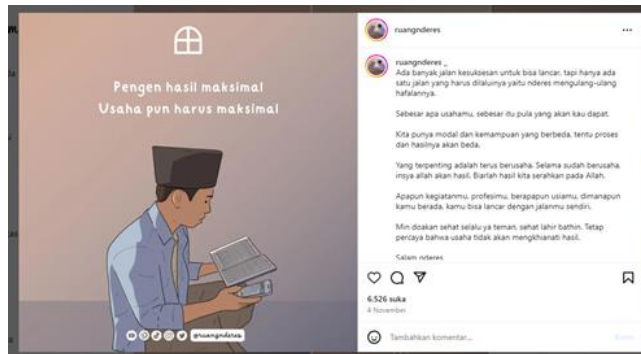 Pengen hasil maksimal
Usaha pun harus maksimal
@ruangnderes
ruangnderes
ruangnderes _
Ada banyak jalan kesuksesan untuk bisa lancar, tapi hanya ada
satu jalan yang harus dilaluinya yaitu nderes mengulang-ulang
hafalannya.
Sebesar apa usahamu, sebesar itu pula yang akan kau dapat.
Kita punya modal dan kemampuan yang berbeda, tentu proses
dan hasilnya akan beda.
Yang terpenting adalah terus berusaha. Selama sudah berusaha,
insya allah akan hasil. Biarlah hasil kita serahkan pada Allah.
Apapun kegiatanmu, profesimu, berapapun usiamu, dimanapun
kamu berada, kamu bisa lancar dengan jalanmu sendiri.
Min doakan sehat selalu ya teman, sehat lahir bathin. Tetap
percaya bahwa usaha tidak akan mengkhianati hasil.
Salam nderes
6.526 suka
4 November
Tambahkan komentar...